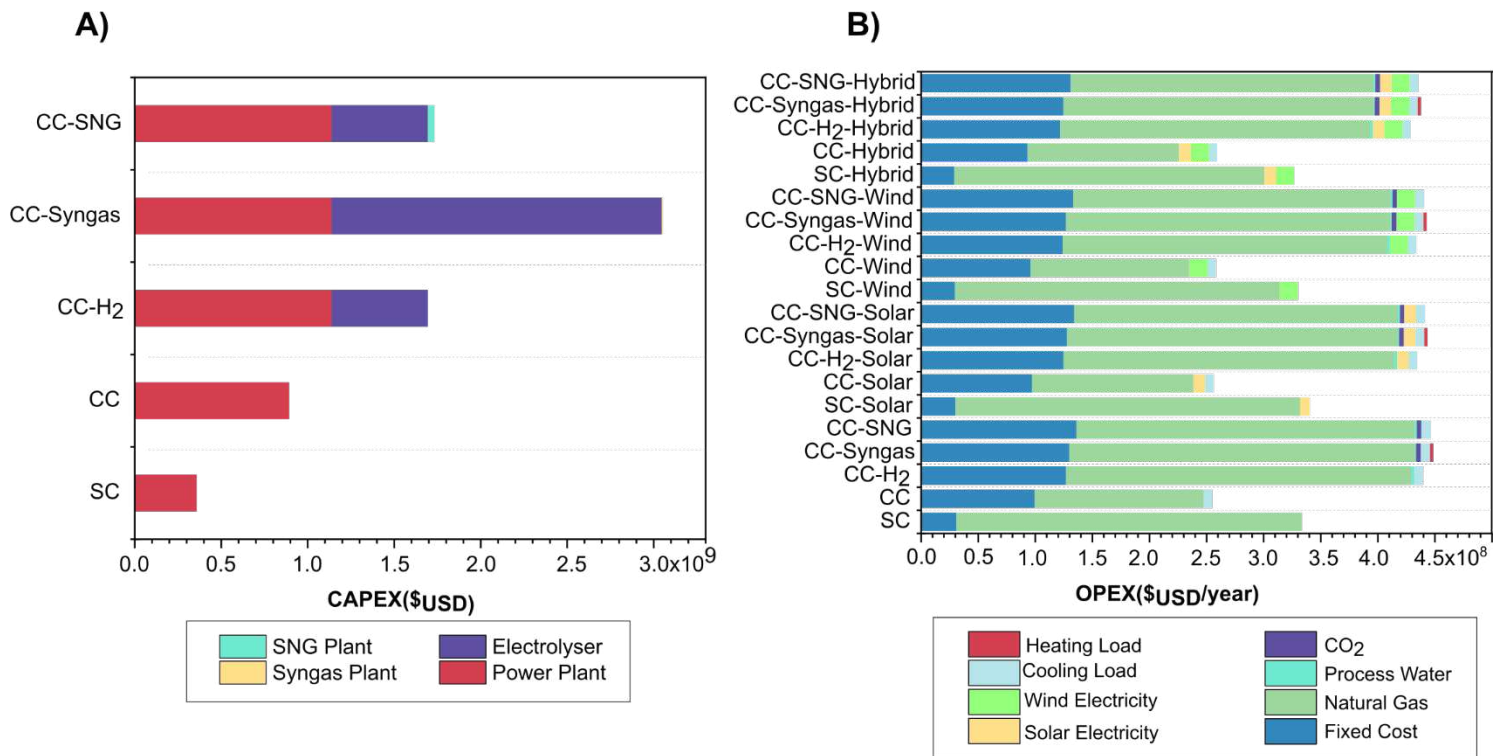 A)
CC-SNG
CC-Syngas
CC-H2
CC
SC
0.0 0.5 1.0 1.5 2.0 2.5 3.0x10^9
CAPEX($USD)
SNG Plant Electrolyser
Syngas Plant Power Plant
B)
CC-SNG-Hybrid
CC-Syngas-Hybrid
CC-H2-Hybrid
CC-Hybrid
SC-Hybrid
CC-SNG-Wind
CC-Syngas-Wind
CC-H2-Wind
CC-Wind
SC-Wind
CC-SNG-Solar
CC-Syngas-Solar
CC-H2-Solar
CC-Solar
SC-Solar
CC-SNG
CC-Syngas
CC-H2
CC
SC
0.0 0.5 1.0 1.5 2.0 2.5 3.0 3.5 4.0 4.5x10^8
OPEX($USD/year)
Heating Load CO2
Cooling Load Process Water
Wind Electricity Natural Gas
Solar Electricity Fixed Cost